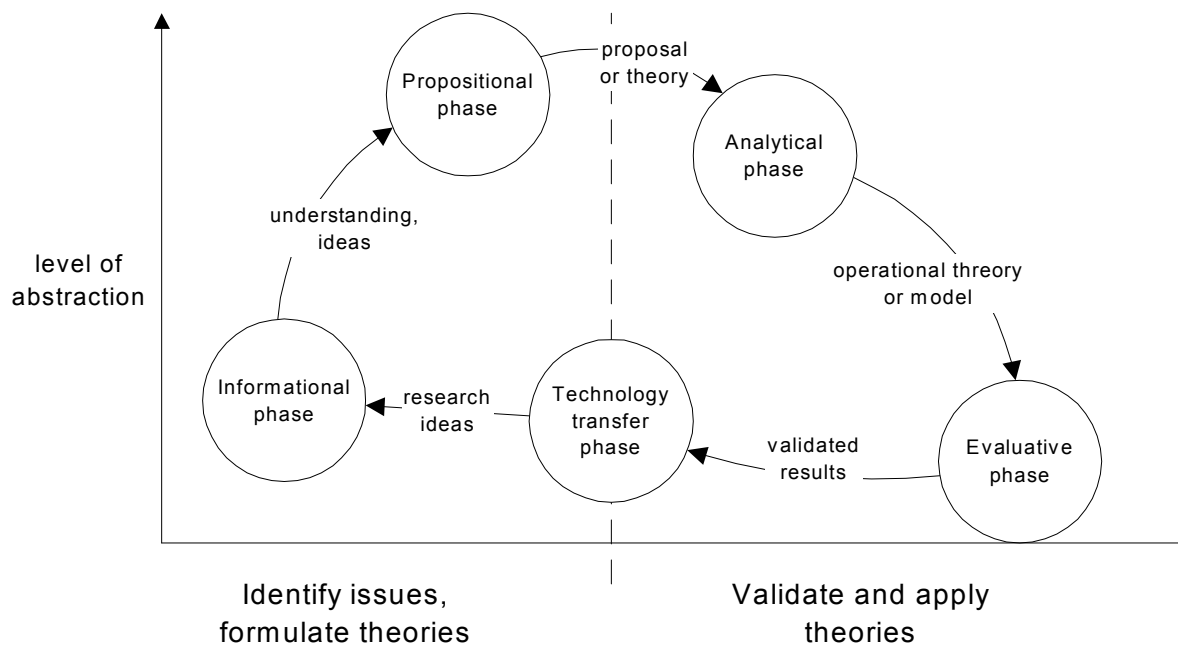 proposal
or theory
Propositional
phase
Analytical
phase
understanding,
ideas
level of
abstraction
operational threory
or model
Informational
phase
research
ideas
Technology
transfer
phase
validated
results
Evaluative
phase
Identify issues,
formulate theories
Validate and apply
theories